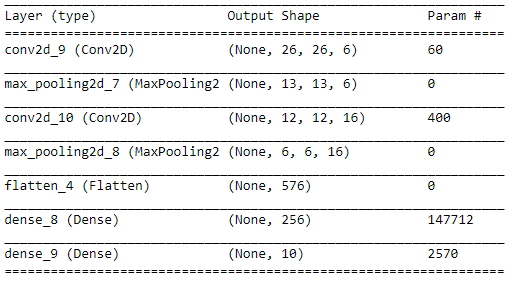 Layer (type) Output Shape Param #
conv2d_9 (Conv2D) (None, 26, 26, 6) 60
max_pooling2d_7 (MaxPooling2 (None, 13, 13, 6) 0
conv2d_10 (Conv2D) (None, 12, 12, 16) 400
max_pooling2d_8 (MaxPooling2 (None, 6, 6, 16) 0
flatten_4 (Flatten) (None, 576) 0
dense_8 (Dense) (None, 256) 147712
dense_9 (Dense) (None, 10) 2570